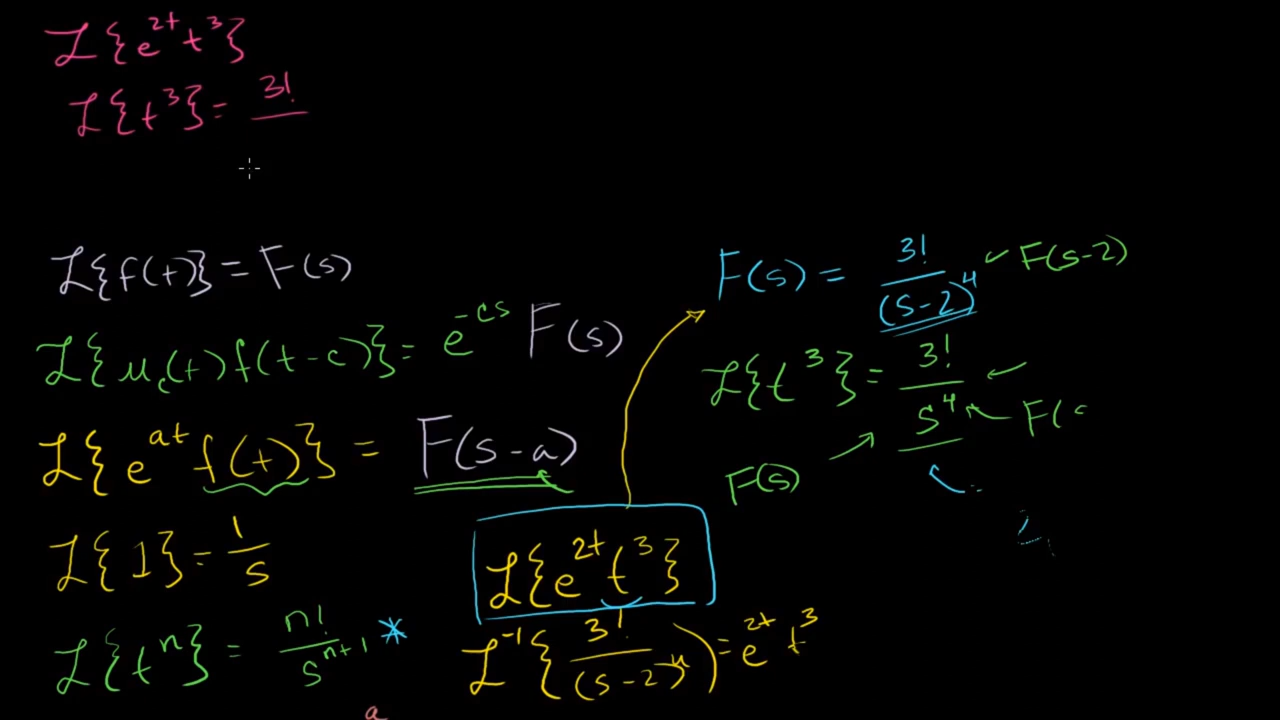 ℒ{e^{2t} t^3}
ℒ{t^3} = 3!
ℒ{f(t)} = F(s)
ℒ{u_c(t) f(t-c)} = e^{-cs} F(s)
ℒ{e^{at} f(t)} = F(s-a)
ℒ{1} = 1/s
ℒ{t^n} = n!/s^{n+1} *
a
F(s) = 3!/(s-2)^4 F(s-2)
ℒ{t^3} = 3!/s^4 F(
F(s)
ℒ{e^{2t} t^3}
ℒ^{-1}{3!/(s-2)^4) = e^{2t} t^3